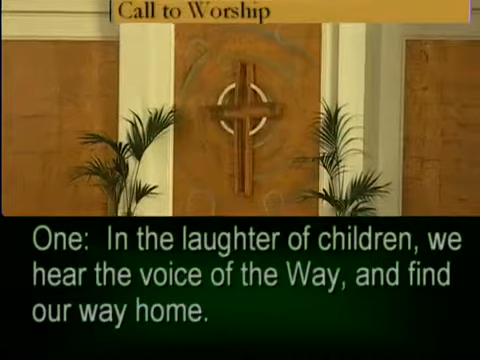 Call to Worship
One: In the laughter of children, we
hear the voice of the Way, and find
our way home.